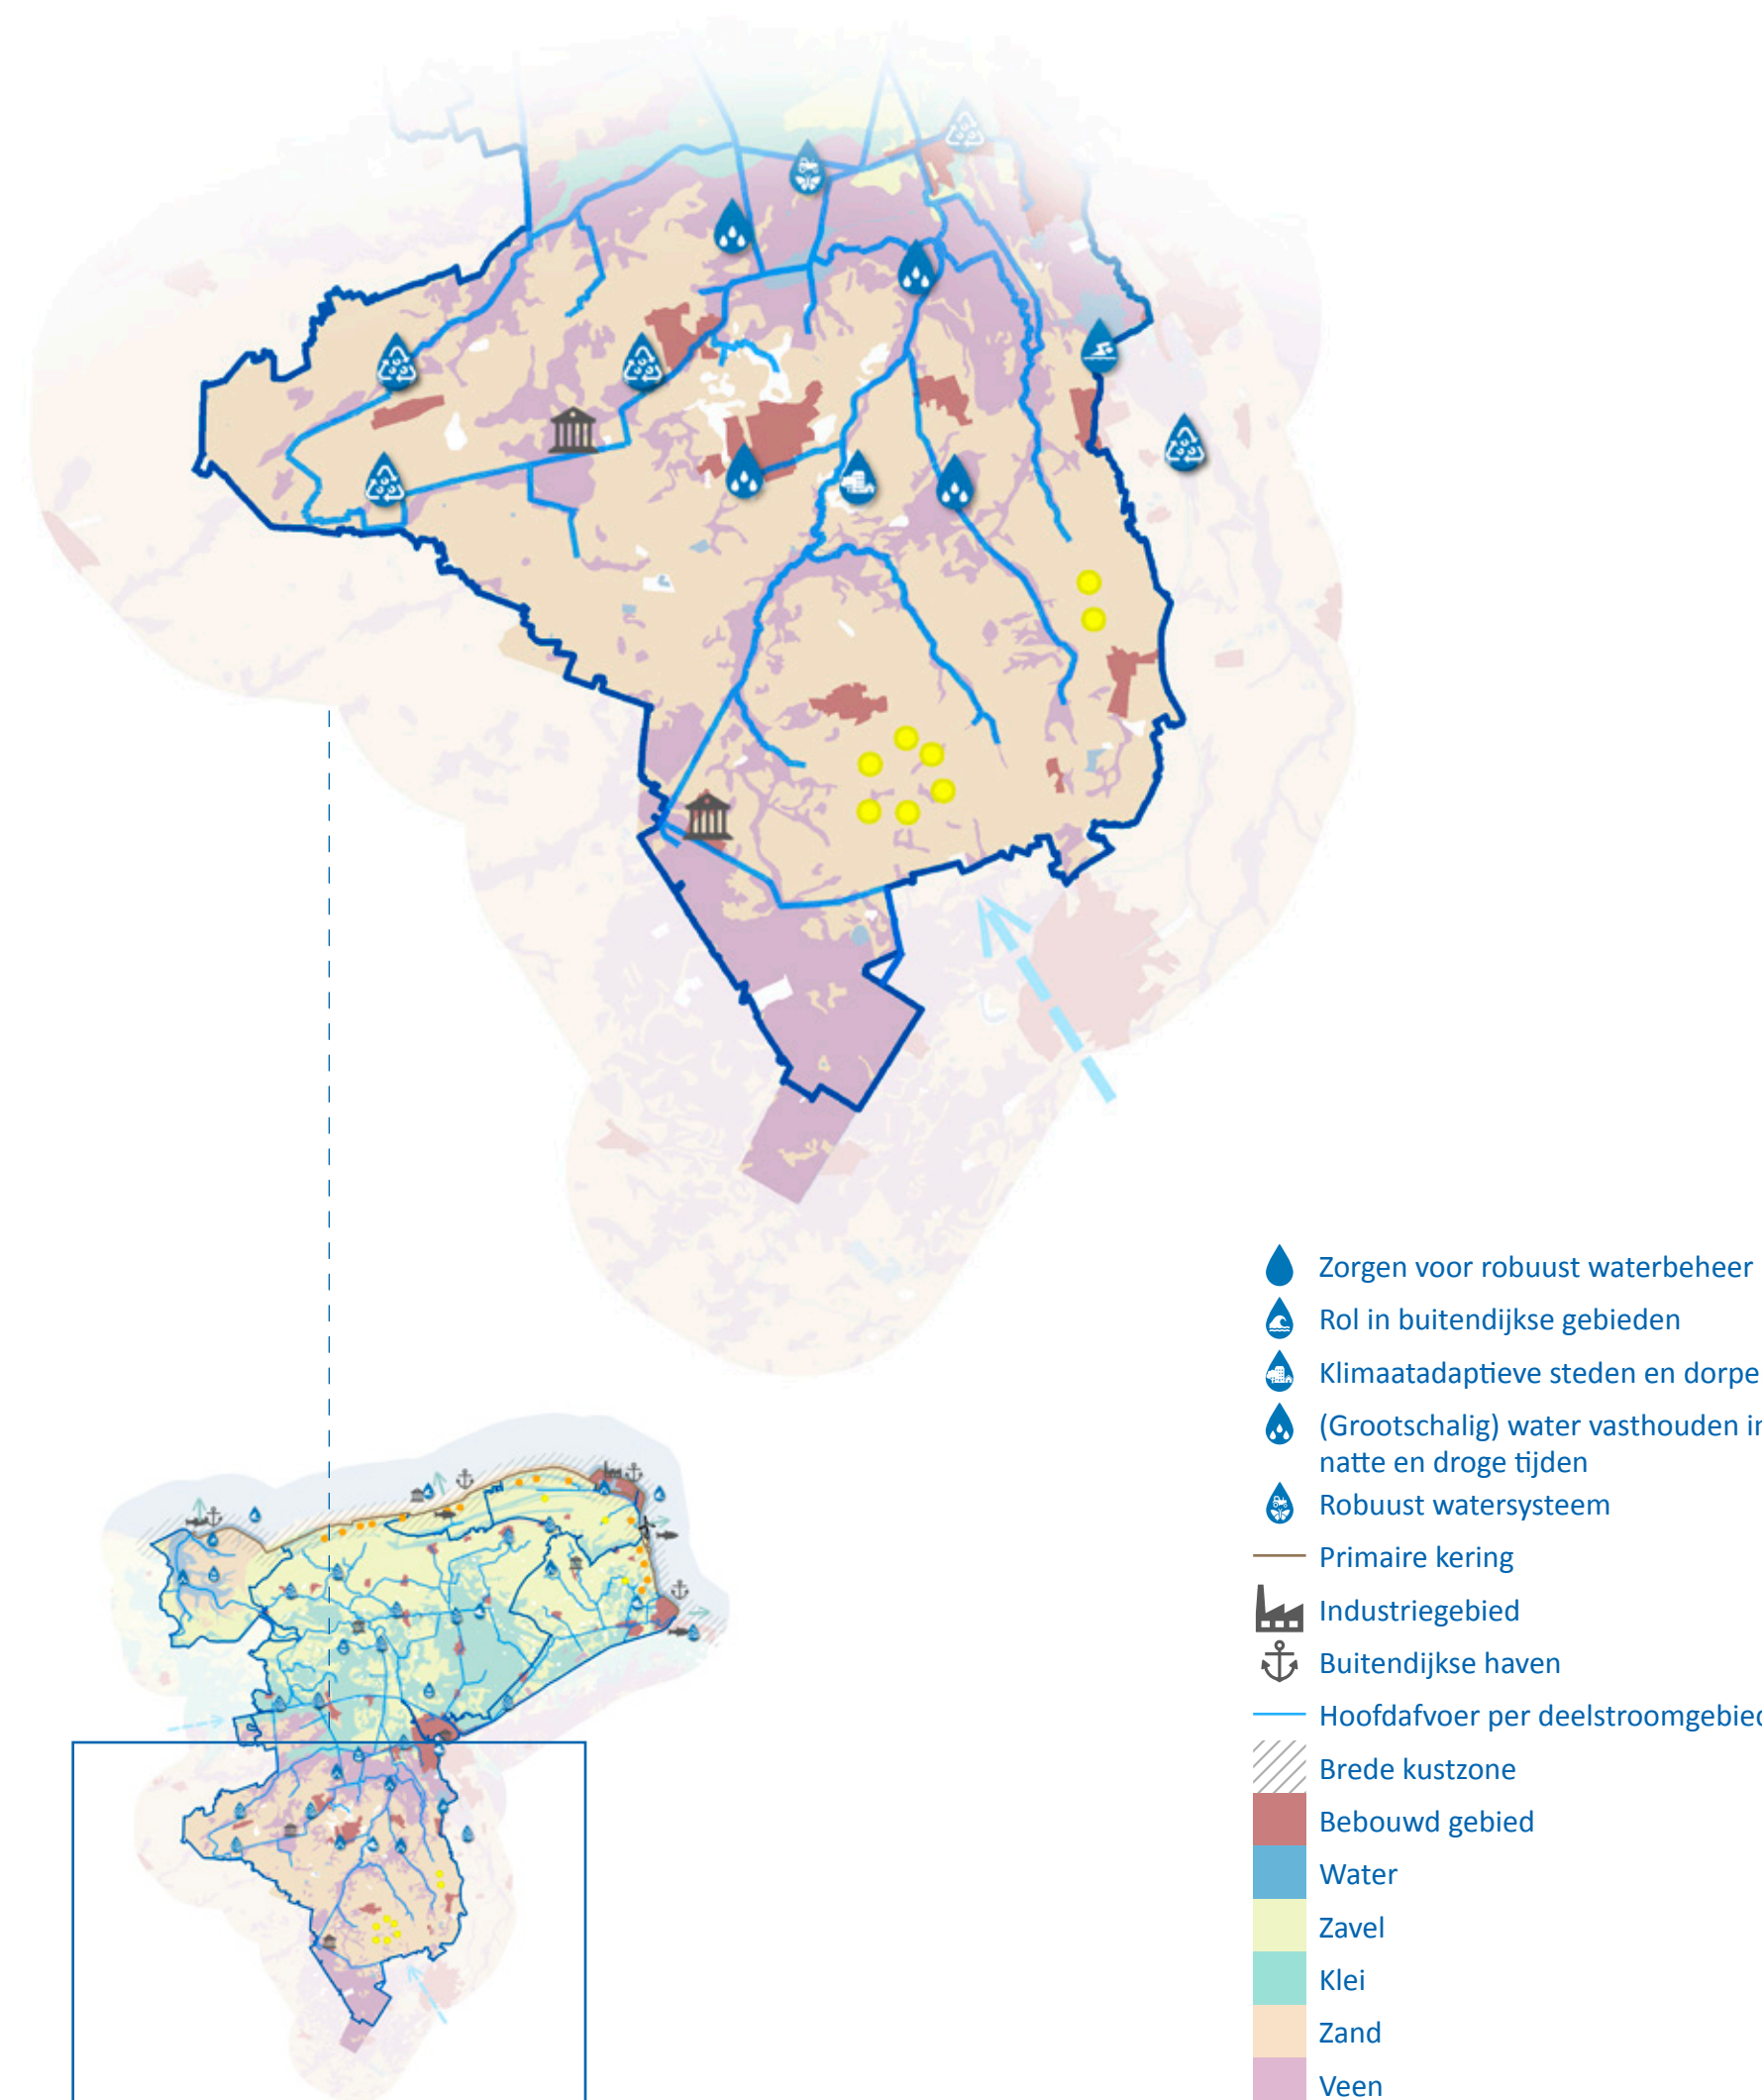 Zorgen voor robuust waterbeheer
Rol in buitendijkse gebieden
Klimaatadaptieve steden en dorpe
(Grootschalig) water vasthouden in
natte en droge tijden
Robuust watersysteem
Primaire kering
Industriegebied
Buitendijkse haven
Hoofdafvoer per deelstroomgebied
Brede kustzone
Bebouwd gebied
Water
Zavel
Klei
Zand
Veen